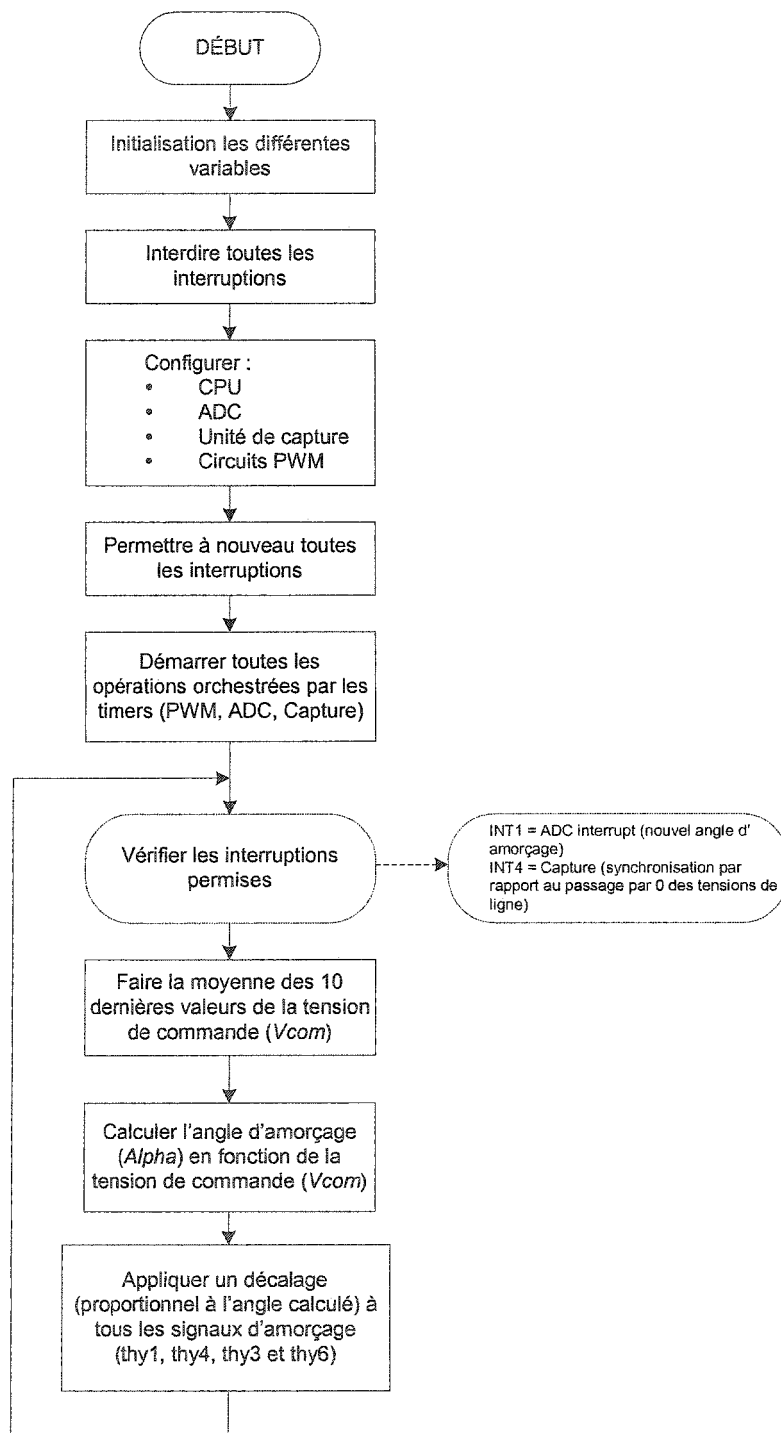 DÉBUT
Initialisation les différentes
variables
Interdire toutes les
interruptions
Configurer :
• CPU
• ADC
• Unité de capture
• Circuits PWM
Permettre à nouveau toutes
les interruptions
Démarrer toutes les
opérations orchestrées par les
timers (PWM, ADC, Capture)
Vérifier les interruptions
permises
INT1 = ADC interrupt (nouvel angle d'
amorçage)
INT4 = Capture (synchronisation par
rapport au passage par 0 des tensions de
ligne)
Faire la moyenne des 10
dernières valeurs de la tension
de commande (Vcom)
Calculer l'angle d'amorçage
(Alpha) en fonction de la
tension de commande (Vcom)
Appliquer un décalage
(proportionnel à l'angle calculé) à
tous les signaux d'amorçage
(thy1, thy4, thy3 et thy6)